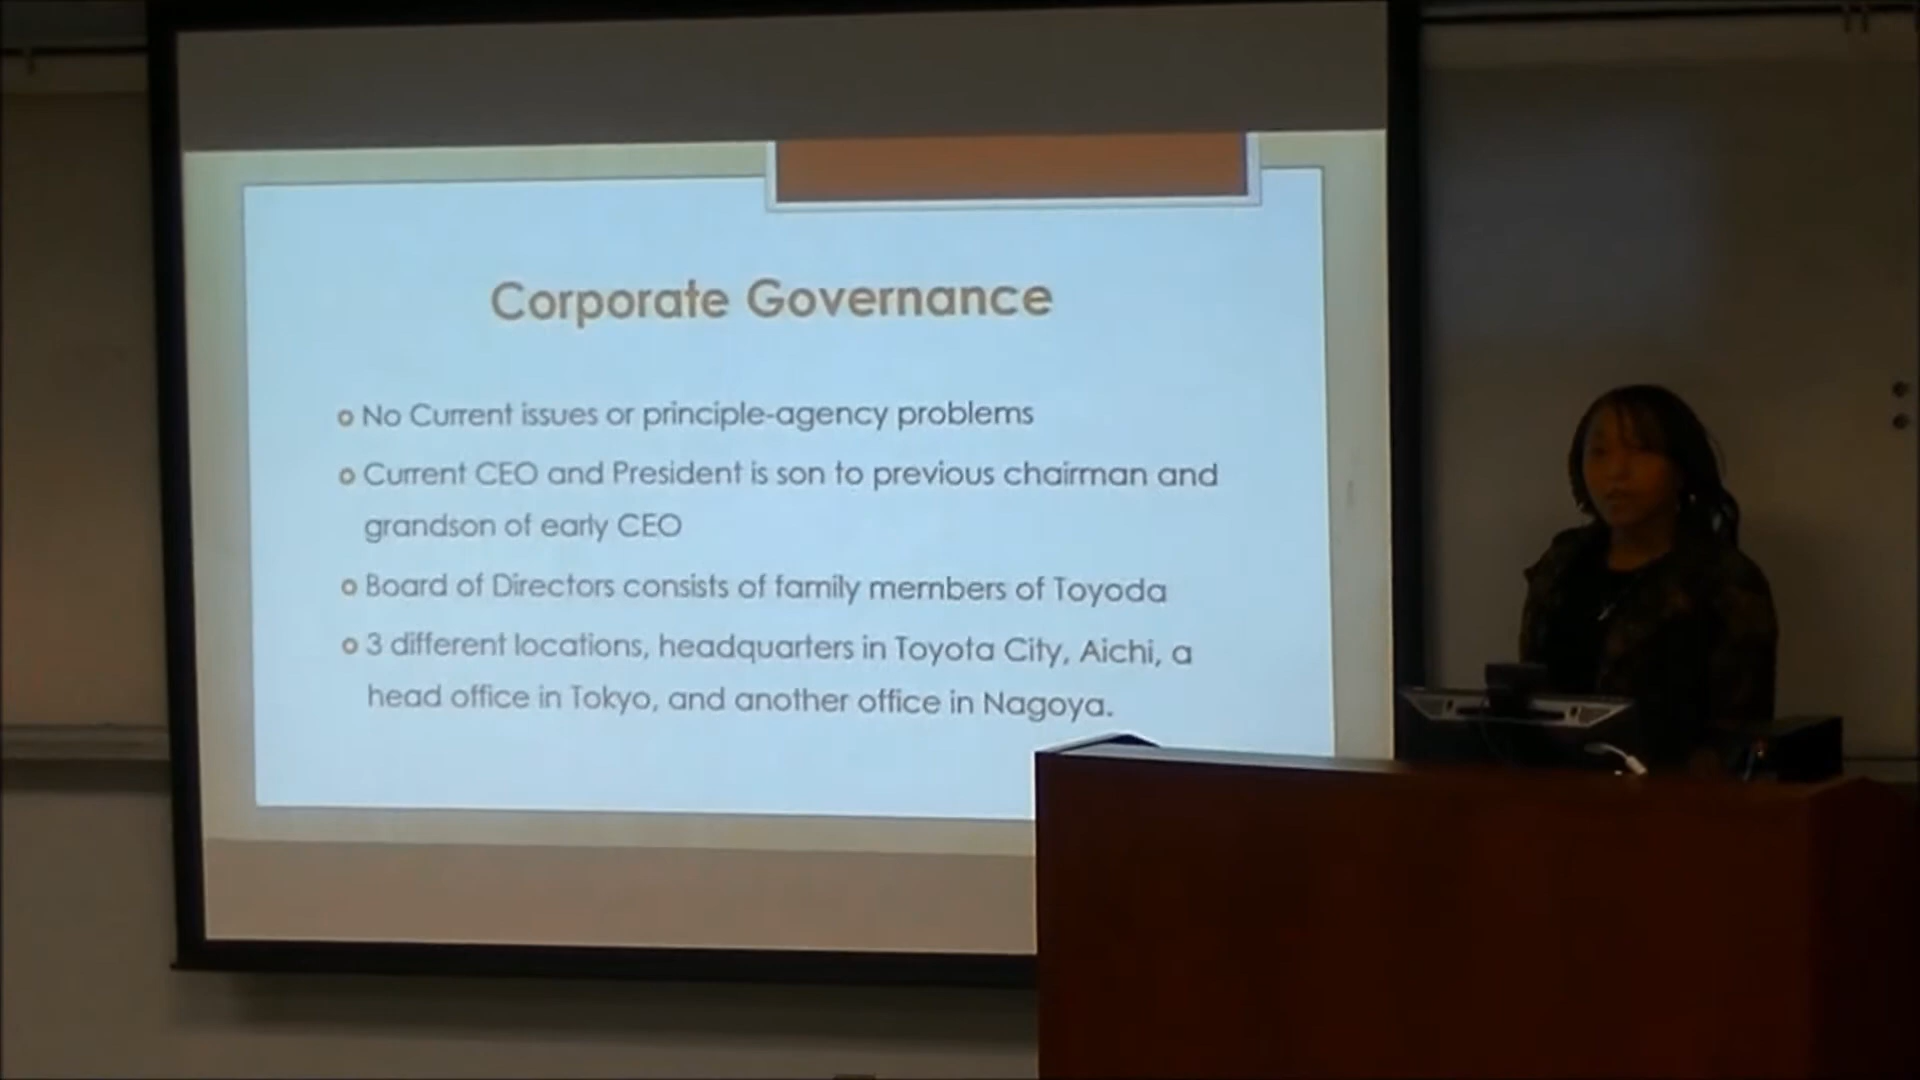 Corporate Governance
No Current issues or principle-agency problems
Current CEO and President is son to previous chairman and
grandson of early CEO
Board of Directors consists of family members of Toyoda
3 different locations, headquarters in Toyota City, Aichi, a
head office in Tokyo, and another office in Nagoya.